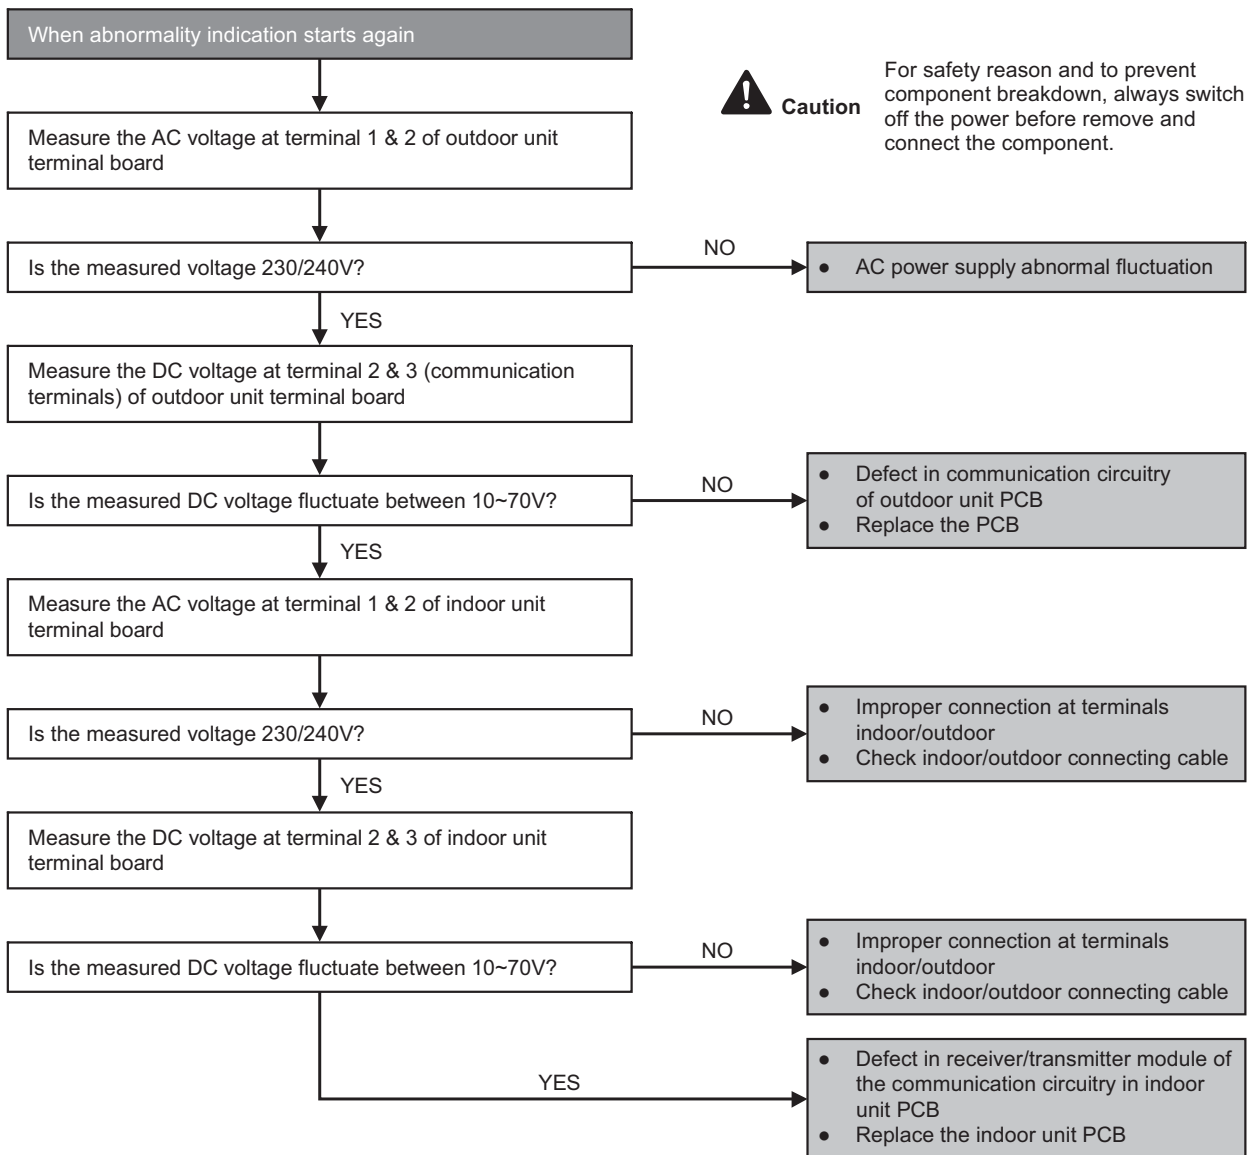 When abnormality indication starts again
Caution
For safety reason and to prevent
component breakdown, always switch
off the power before remove and
connect the component.
Measure the AC voltage at terminal 1 & 2 of outdoor unit
terminal board
Is the measured voltage 230/240V?
NO
● AC power supply abnormal fluctuation
YES
Measure the DC voltage at terminal 2 & 3 (communication
terminals) of outdoor unit terminal board
Is the measured DC voltage fluctuate between 10~70V?
NO
● Defect in communication circuitry
of outdoor unit PCB
● Replace the PCB
YES
Measure the AC voltage at terminal 1 & 2 of indoor unit
terminal board
Is the measured voltage 230/240V?
NO
● Improper connection at terminals
indoor/outdoor
● Check indoor/outdoor connecting cable
YES
Measure the DC voltage at terminal 2 & 3 of indoor unit
terminal board
Is the measured DC voltage fluctuate between 10~70V?
NO
● Improper connection at terminals
indoor/outdoor
● Check indoor/outdoor connecting cable
YES
● Defect in receiver/transmitter module of
the communication circuitry in indoor
unit PCB
● Replace the indoor unit PCB